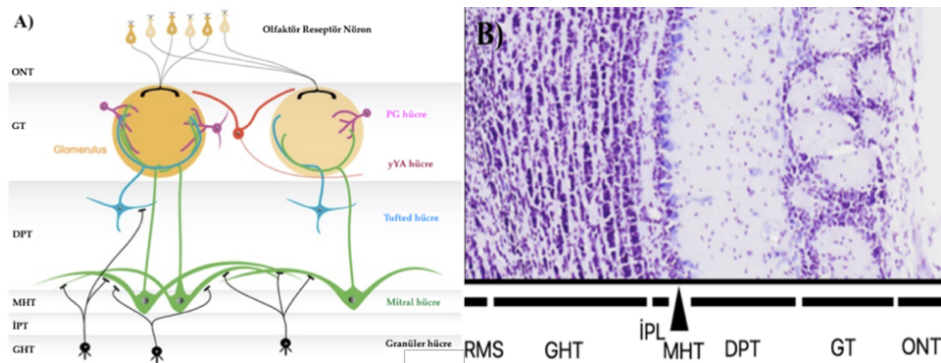 A)
Olfaktör Reseptör Nöron
ONT
GT
PG hücre
Glomerulus
yYA hücre
Tufted hücre
DPT
MHT
Mitral hücre
İPT
GHT
Granüler hücre
B)
RMS GHT İPL MHT DPT GT ONT